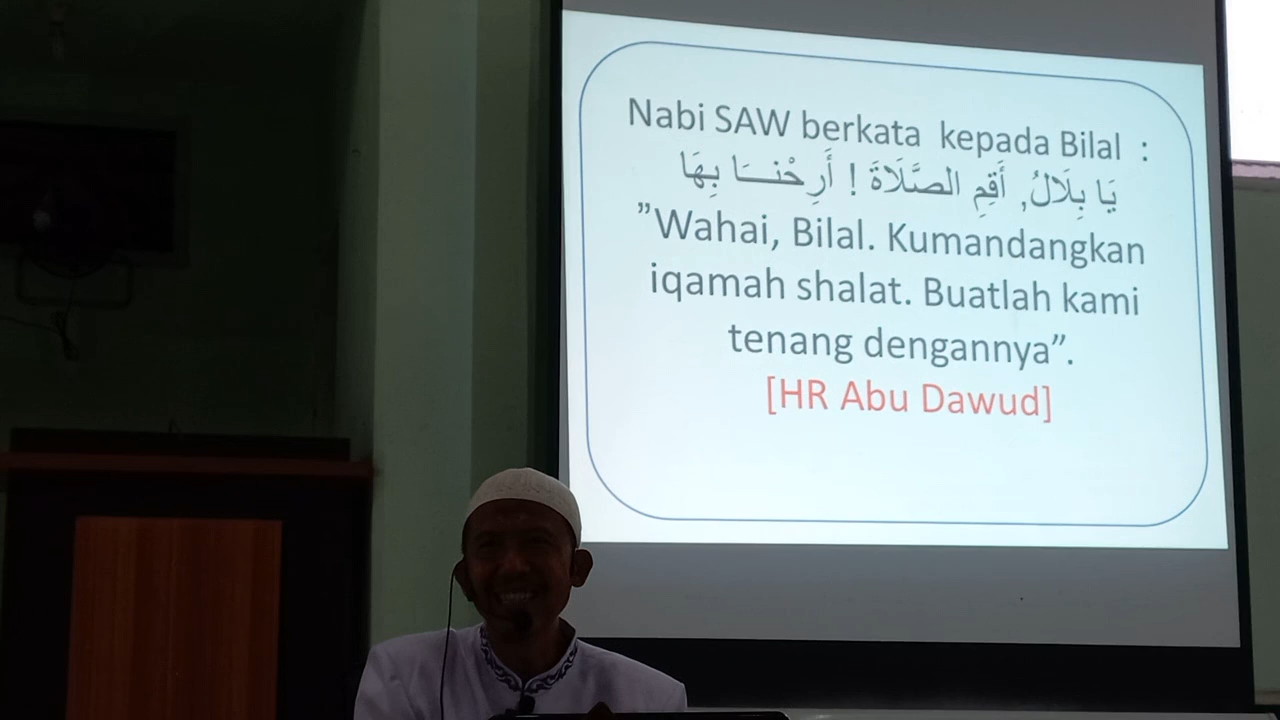 Nabi SAW berkata kepada Bilal :
يَا بِلَالُ, أَقِمِ الصَّلَاةَ ! أَرِحْنـــَا بِهَا
”Wahai, Bilal. Kumandangkan
iqamah shalat. Buatlah kami
tenang dengannya”.
[HR Abu Dawud]